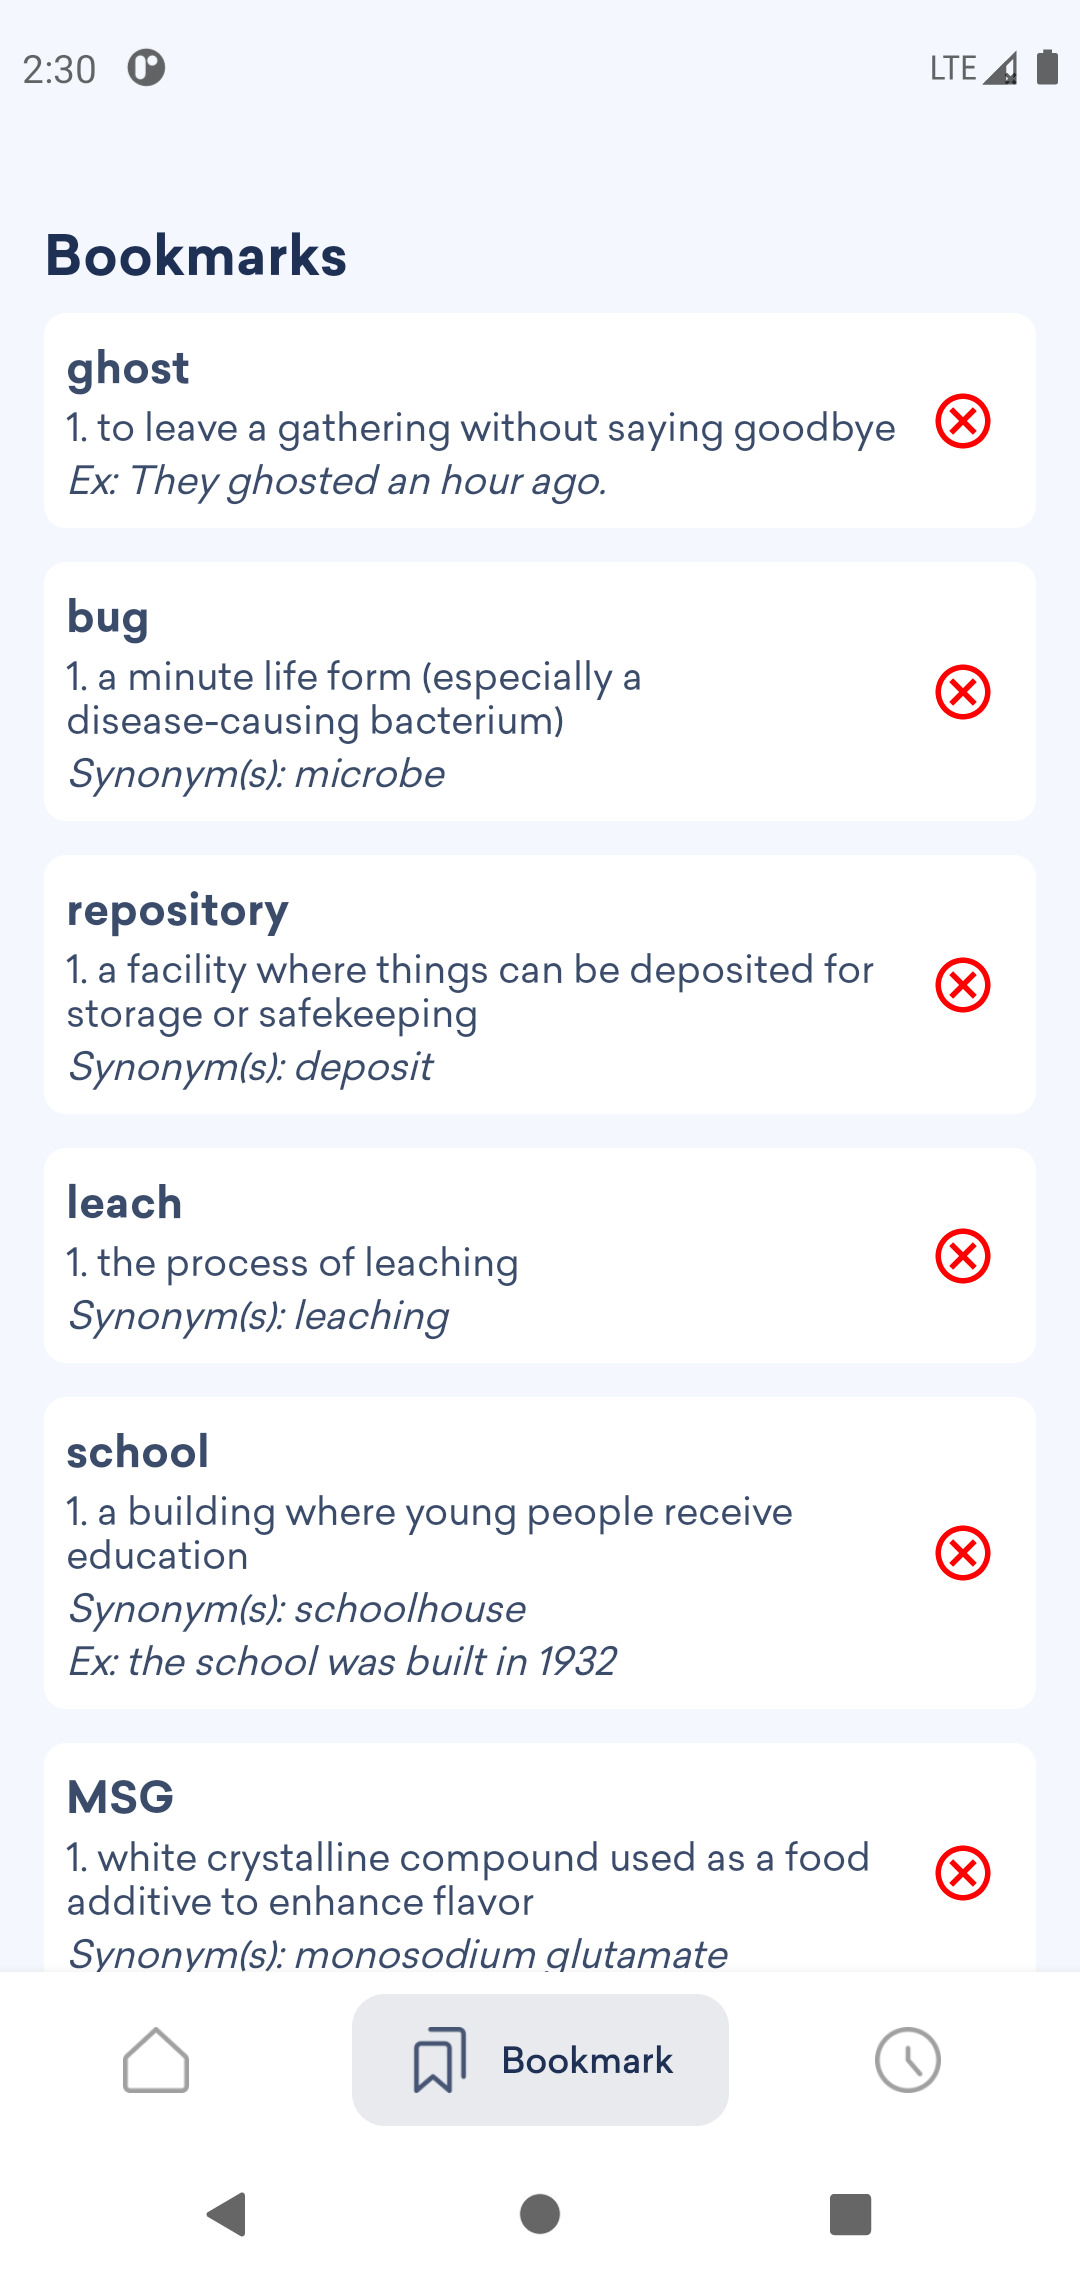 2:30
LTE
Bookmarks
ghost
1. to leave a gathering without saying goodbye
Ex: They ghosted an hour ago.
bug
1. a minute life form (especially a
disease-causing bacterium)
Synonym(s): microbe
repository
1. a facility where things can be deposited for
storage or safekeeping
Synonym(s): deposit
leach
1. the process of leaching
Synonym(s): leaching
school
1. a building where young people receive
education
Synonym(s): schoolhouse
Ex: the school was built in 1932
MSG
1. white crystalline compound used as a food
additive to enhance flavor
Synonym(s): monosodium glutamate
Bookmark